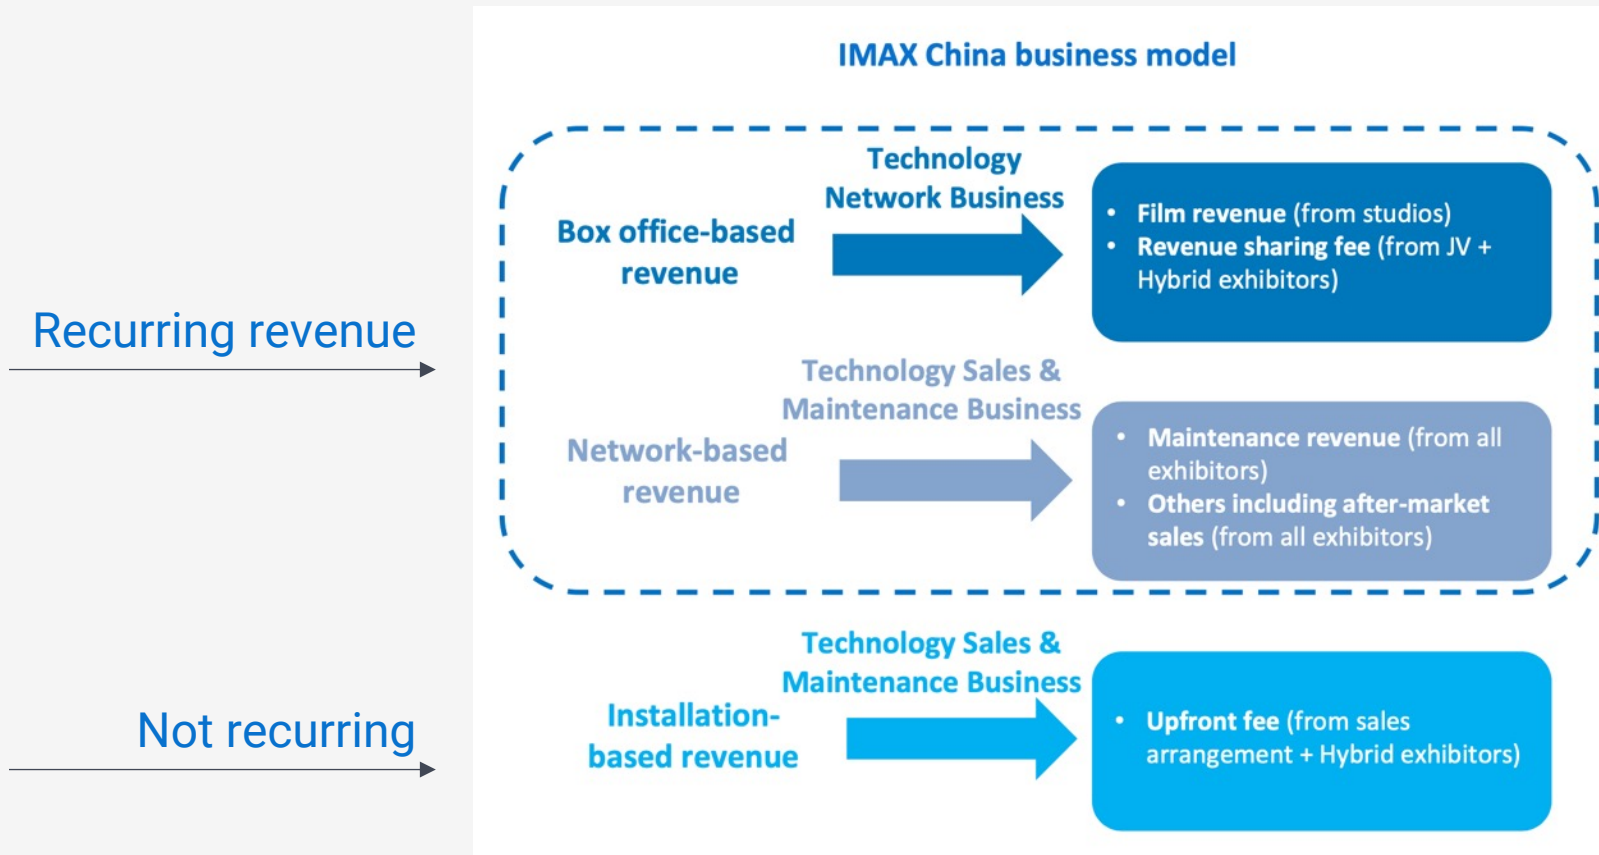 IMAX China business model
Recurring revenue
Box office-based
revenue
Technology
Network Business
• Film revenue (from studios)
• Revenue sharing fee (from JV +
Hybrid exhibitors)
Network-based
revenue
Technology Sales &
Maintenance Business
• Maintenance revenue (from all
exhibitors)
• Others including after-market
sales (from all exhibitors)
Not recurring
Installation-
based revenue
Technology Sales &
Maintenance Business
• Upfront fee (from sales
arrangement + Hybrid exhibitors)